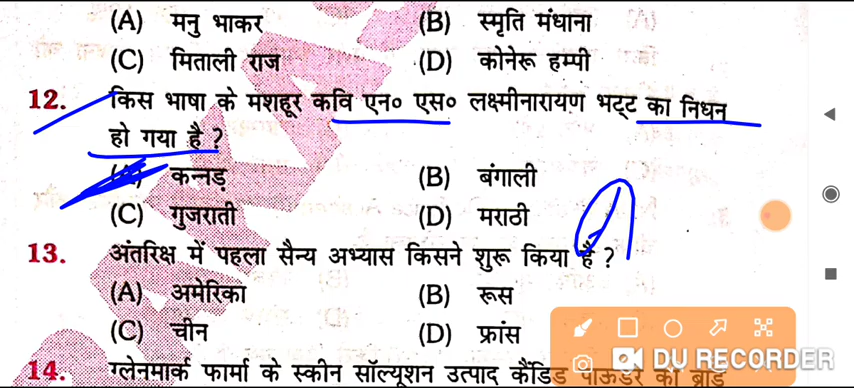 (A) मनु भाकर (B) स्मृति मंधाना
(C) मिताली राज (D) कोनेरू हम्पी
12. किस भाषा के मशहूर कवि एन० एस० लक्ष्मीनारायण भट्ट का निधन
हो गया है ?
(A) कन्नड़ (B) बंगाली
(C) गुजराती (D) मराठी
13. अंतरिक्ष में पहला सैन्य अभ्यास किसने शुरू किया है ?
(A) अमेरिका (B) रूस
(C) चीन (D) फ्रांस
14. ग्लेनमार्क फार्मा के स्कीन सॉल्यूशन उत्पाद कैंडिड पाऊडर का ब्रांड
DU RECORDER